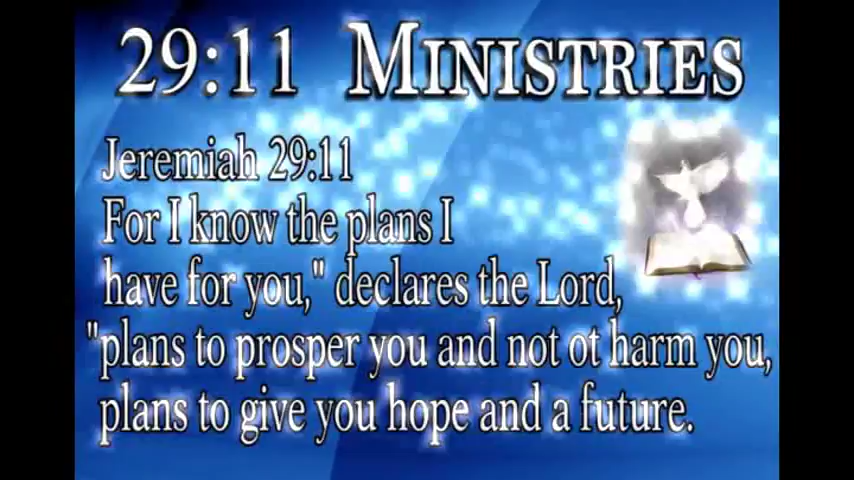 29:11 Ministries
Jeremiah 29:11
For I know the plans I
have for you," declares the Lord,
"plans to prosper you and not ot harm you,
plans to give you hope and a future.